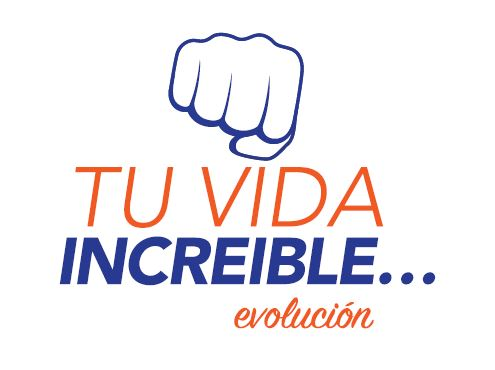 TU VIDA
INCREIBLE...
evolución